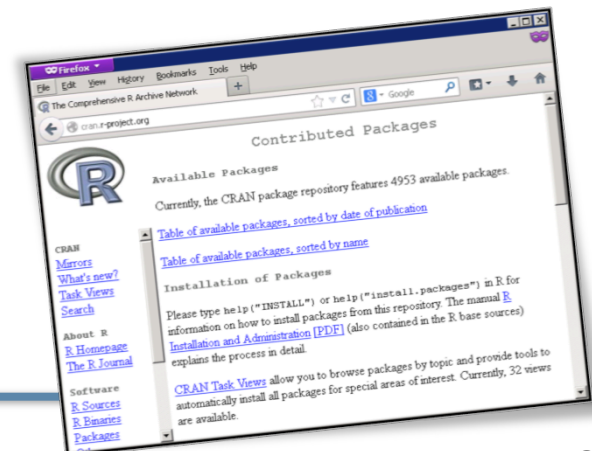 Firefox
File Edit View History Bookmarks Tools Help
The Comprehensive R Archive Network
cran.r-project.org
Google
Contributed Packages
R
Available Packages
Currently, the CRAN package repository features 4953 available packages.
Table of available packages, sorted by date of publication
Table of available packages, sorted by name
Installation of Packages
Please type help("INSTALL") or help("install.packages") in R for
information on how to install packages from this repository. The manual R
Installation and Administration [PDF] (also contained in the R base sources)
explains the process in detail.
CRAN Task Views allow you to browse packages by topic and provide tools to
automatically install all packages for special areas of interest. Currently, 32 views
are available.
CRAN
Mirrors
What's new?
Task Views
Search
About R
R Homepage
The R Journal
Software
R Sources
R Binaries
Packages